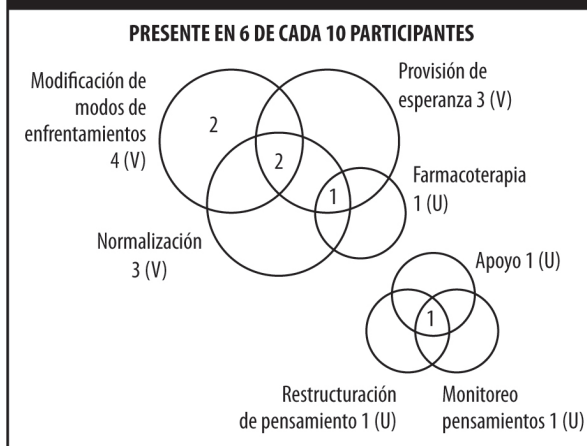 PRESENTE EN 6 DE CADA 10 PARTICIPANTES
Modificación de
modos de
enfrentamientos
4 (V)
Provisión de
esperanza 3 (V)
2
2
1
Farmacoterapia
1 (U)
Normalización
3 (V)
Apoyo 1 (U)
1
Restructuración
de pensamiento 1 (U)
Monitoreo
pensamientos 1 (U)